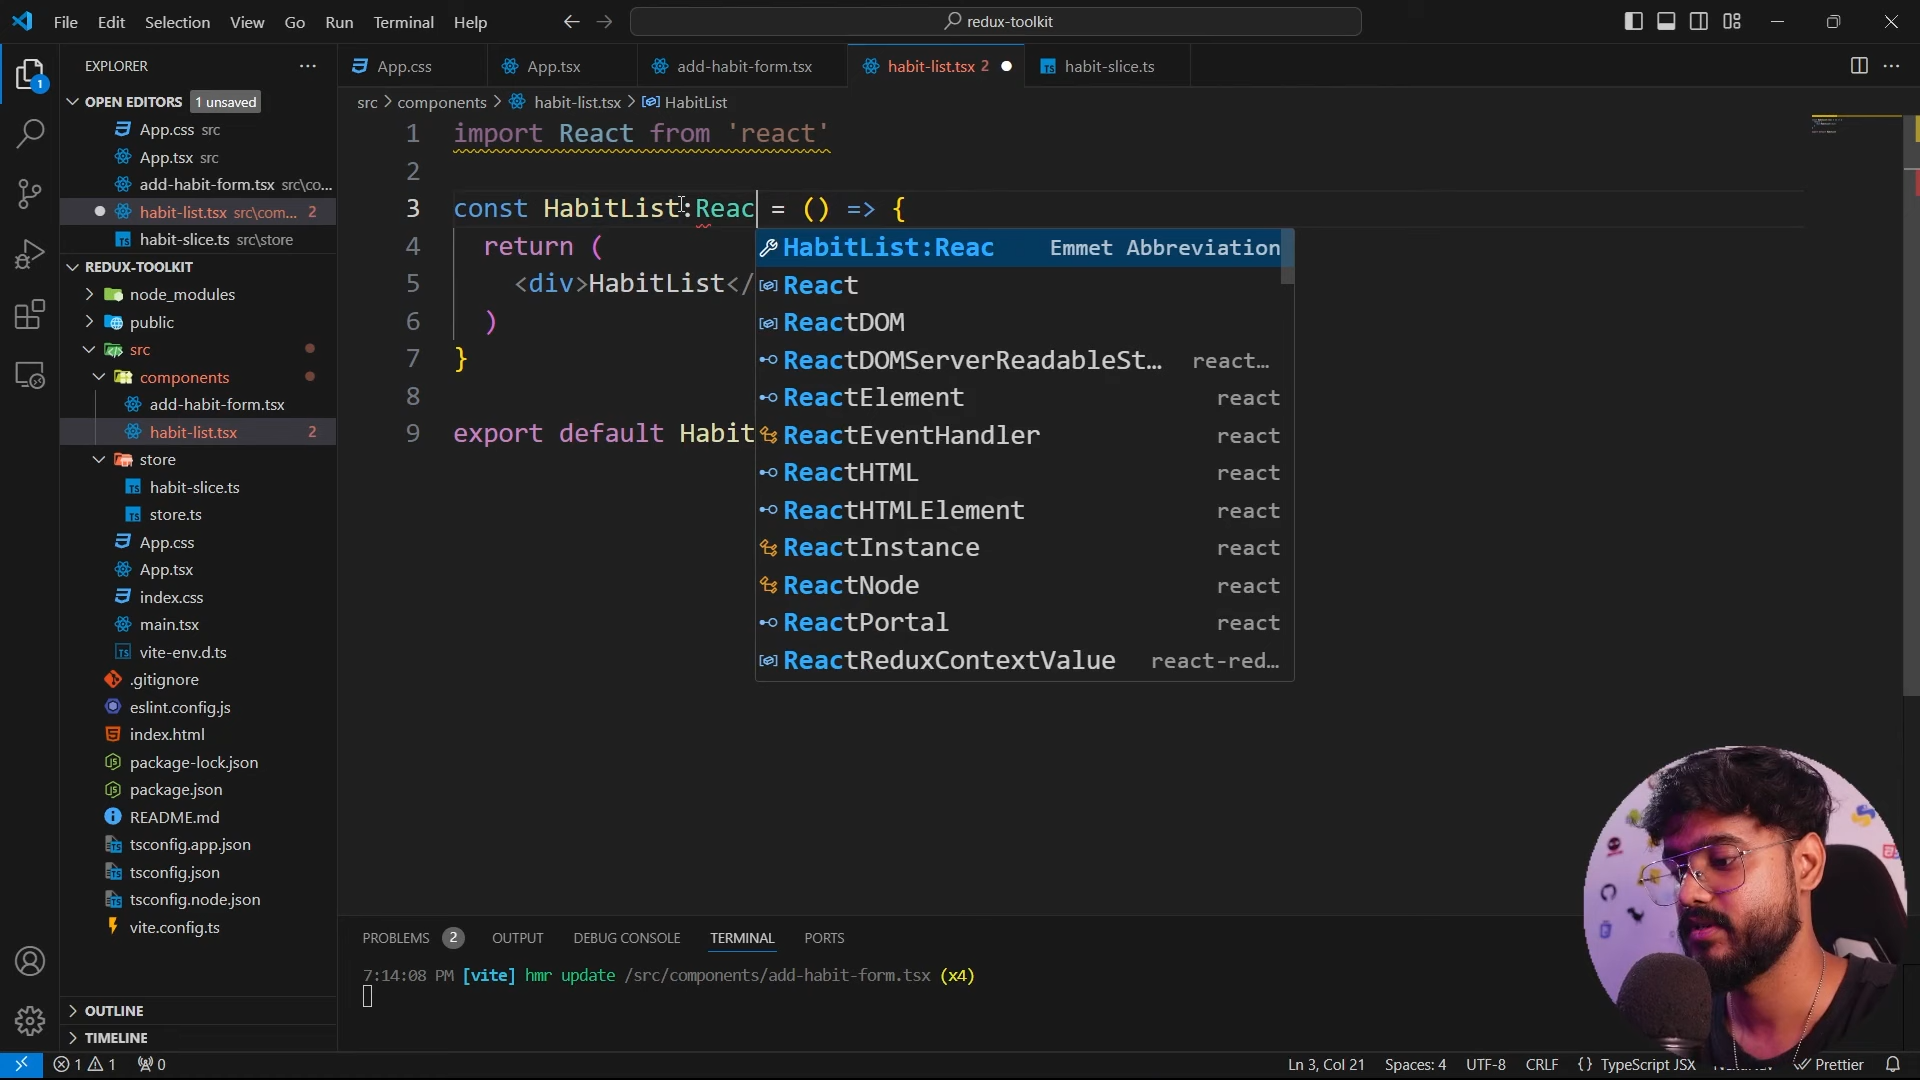 File Edit Selection View Go Run Terminal Help
redux-toolkit
EXPLORER
OPEN EDITORS 1 unsaved
App.css src
App.tsx src
add-habit-form.tsx src\co...
habit-list.tsx src\com... 2
habit-slice.ts src\store
REDUX-TOOLKIT
node_modules
public
src
components
add-habit-form.tsx
habit-list.tsx 2
store
habit-slice.ts
store.ts
App.css
App.tsx
index.css
main.tsx
vite-env.d.ts
.gitignore
eslint.config.js
index.html
package-lock.json
package.json
README.md
tsconfig.app.json
tsconfig.json
tsconfig.node.json
vite.config.ts
OUTLINE
TIMELINE
App.css App.tsx add-habit-form.tsx habit-list.tsx 2 habit-slice.ts
src > components > habit-list.tsx > HabitList
1 import React from 'react'
2
3 const HabitList:Reac = () => {
4 return (
5 <div>HabitList</
6 )
7 }
8
9 export default Habit
HabitList:Reac Emmet Abbreviation
React
ReactDOM
ReactDOMServerReadableSt... react...
ReactElement react
ReactEventHandler react
ReactHTML react
ReactHTMLElement react
ReactInstance react
ReactNode react
ReactPortal react
ReactReduxContextValue react-red...
PROBLEMS 2 OUTPUT DEBUG CONSOLE TERMINAL PORTS
7:14:08 PM [vite] hmr update /src/components/add-habit-form.tsx (x4)
1 1 0
Ln 3, Col 21 Spaces: 4 UTF-8 CRLF {} TypeScript JSX Prettier